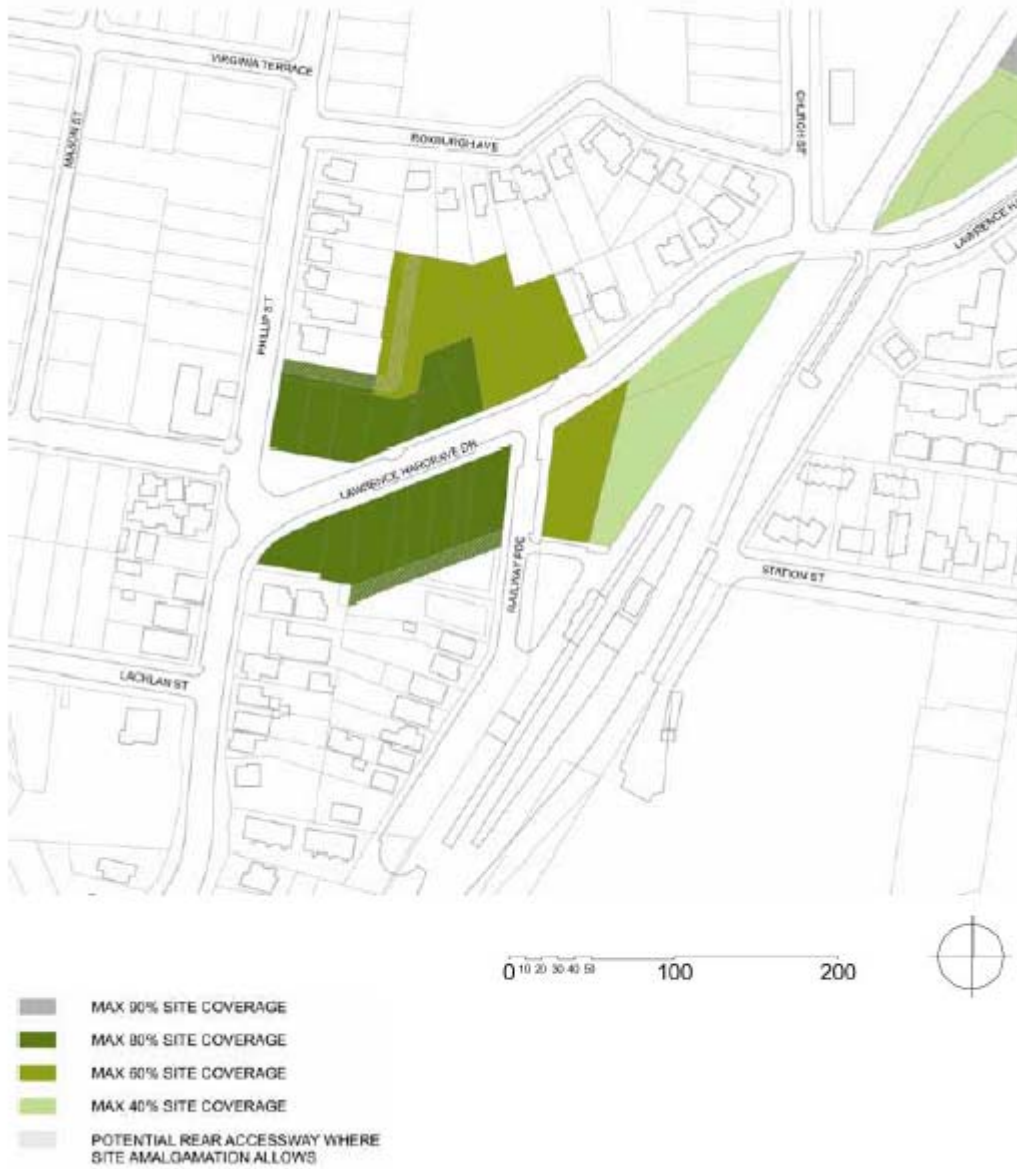 VIRGINIA TERRACE
MASON ST
CHURCH ST
ROXBURGH AVE
LAWRENCE H
PHILLIP ST
LAWRENCE HARGRAVE DR
RAILWAY PDE
STATION ST
LACHLAN ST
0 10 20 30 40 50 100 200
MAX 90% SITE COVERAGE
MAX 80% SITE COVERAGE
MAX 60% SITE COVERAGE
MAX 40% SITE COVERAGE
POTENTIAL REAR ACCESSWAY WHERE
SITE AMALGAMATION ALLOWS